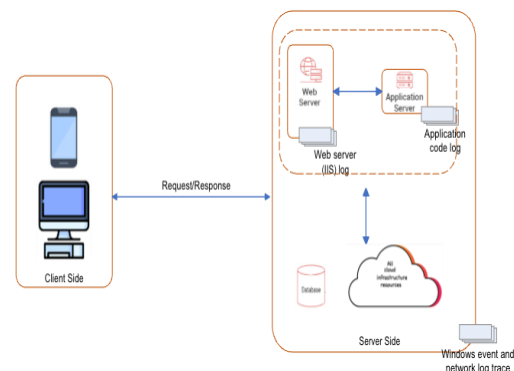 Web
Server
Application
Server
Application
code log
Web server
(IIS) log
Request/Response
Client Side
All
cloud
infrastructure
resources
Database
Server Side
Windows event and
network log trace